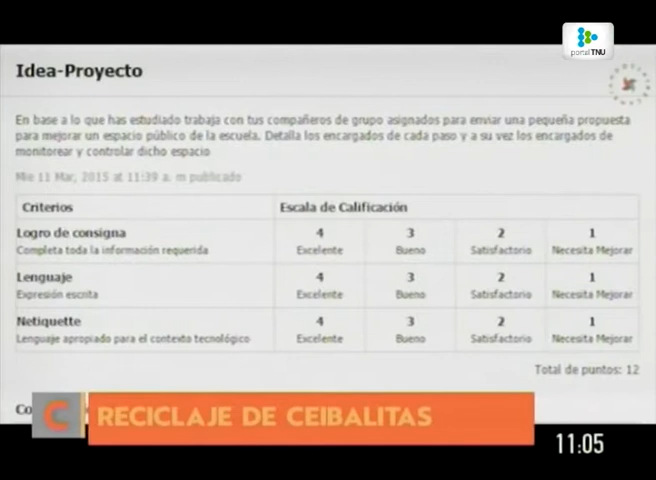 portal TNU
Idea-Proyecto
En base a lo que has estudiado trabaja con tus compañeros de grupo asignados para enviar una pequeña propuesta
para mejorar un espacio público de la escuela. Detalla los encargados de cada paso y a su vez los encargados de
monitorear y controlar dicho espacio
Mie 11 Mar, 2015 at 11:39 a. m publicado
Criterios Escala de Calificación
Logro de consigna 4 3 2 1
Completa toda la información requerida Excelente Bueno Satisfactorio Necesita Mejorar
Lenguaje 4 3 2 1
Expresión escrita Excelente Bueno Satisfactorio Necesita Mejorar
Netiquette 4 3 2 1
Lenguaje apropiado para el contexto tecnológico Excelente Bueno Satisfactorio Necesita Mejorar
Total de puntos: 12
Co
C RECICLAJE DE CEIBALITAS
11:05